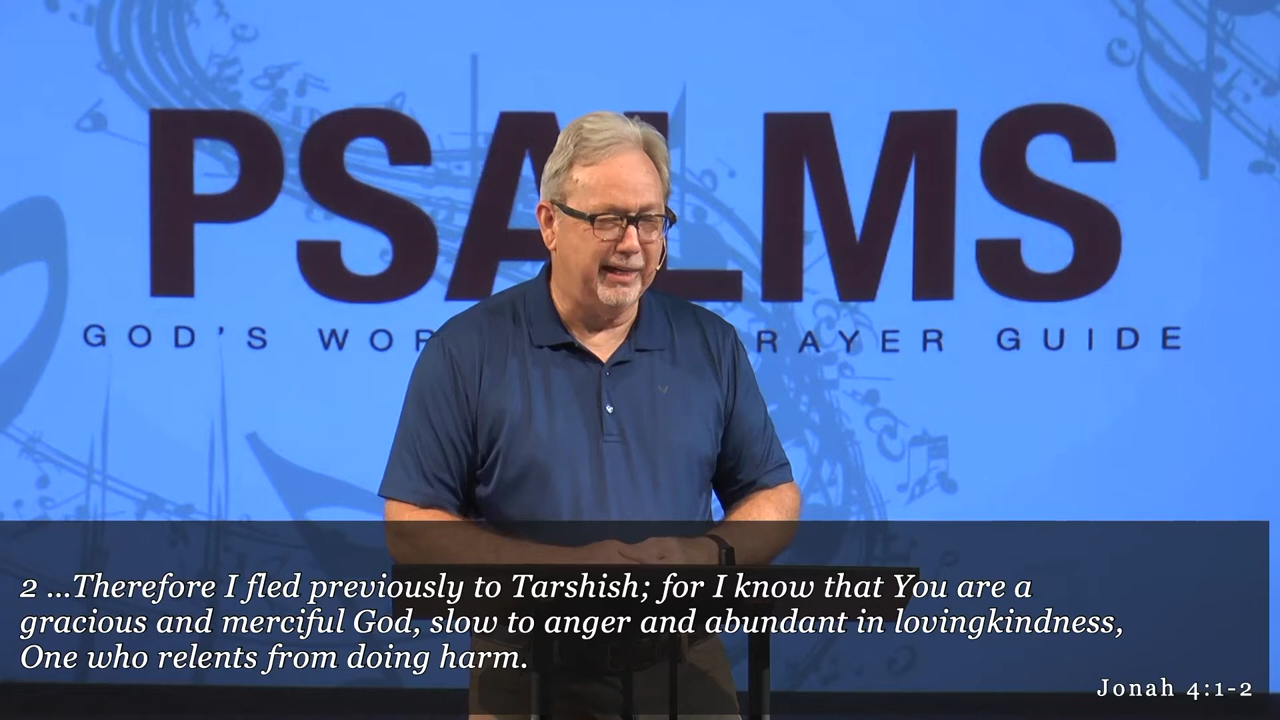 PSALMS
GOD'S WOR RAYER GUIDE
2 ...Therefore I fled previously to Tarshish; for I know that You are a
gracious and merciful God, slow to anger and abundant in lovingkindness,
One who relents from doing harm.
Jonah 4:1-2